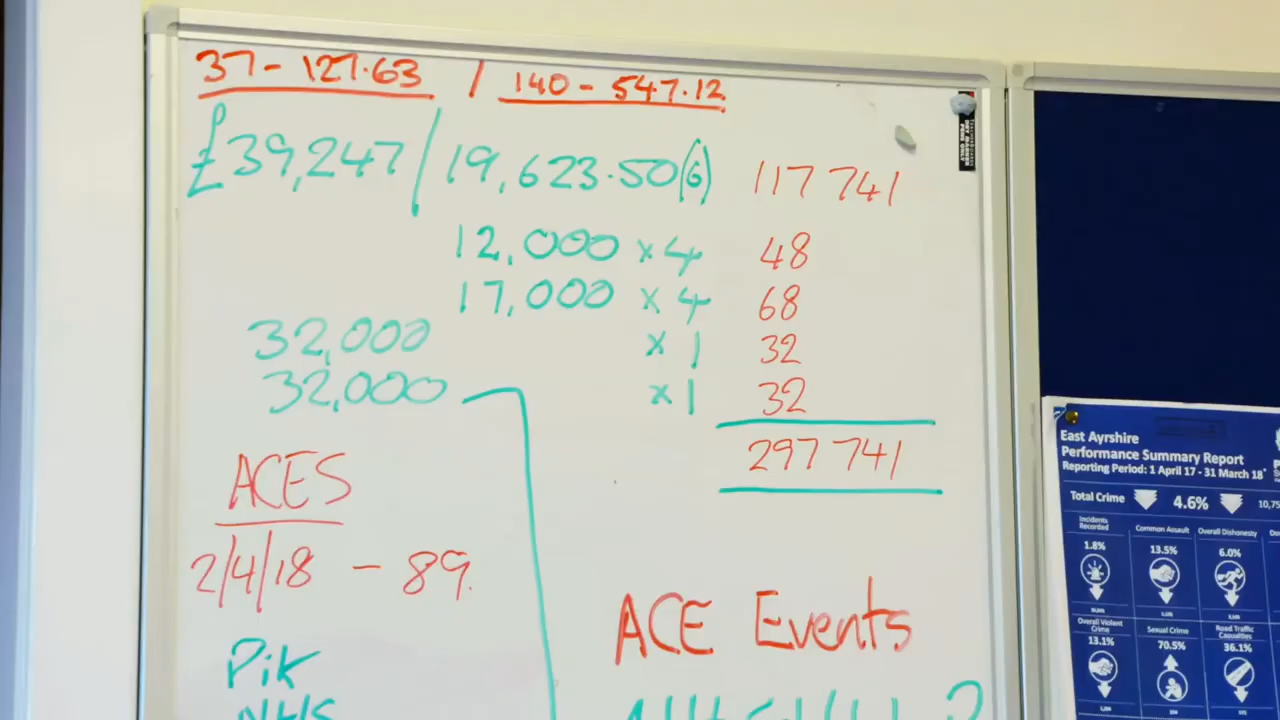 37 - 127.63 / 140 - 547.12
£39,247 / 19,623.50 (6) 117 741
12,000 x 4 48
17,000 x 4 68
32,000 x 1 32
32,000 x 1 32
297 741
ACES
2/4/18 - 89.
ACE Events
PiK
DRY MARKER
PENS ONLY
East Ayrshire
Performance Summary Report
Reporting Period: 1 April 17 - 31 March 18*
Total Crime 4.6%
Incidents Recorded
1.8%
Common Assault
13.5%
Overall Dishonesty
6.0%
Overall Violent Crime
13.1%
Sexual Crime
70.5%
Road Traffic Casualties
36.1%